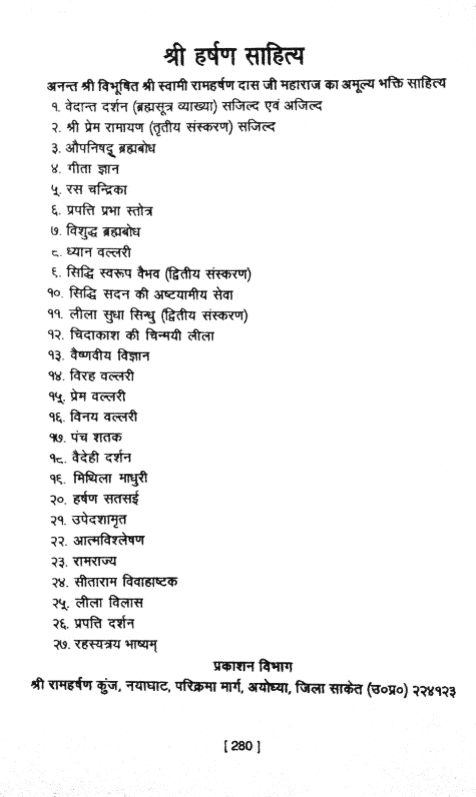 श्री हर्षण साहित्य
अनन्त श्री विभूषित श्री स्वामी रामहर्षण दास जी महाराज का अमूल्य भक्ति साहित्य
१. वेदान्त दर्शन (ब्रह्मसूत्र व्याख्या) सजिल्द एवं अजिल्द
२. श्री प्रेम रामायण (तृतीय संस्करण) सजिल्द
३. औपनिषद् ब्रह्मबोध
४. गीता ज्ञान
५. रस चन्द्रिका
६. प्रपत्ति प्रभा स्तोत्र
७. विशुद्ध ब्रह्मबोध
८. ध्यान वल्लरी
९. सिद्धि स्वरूप वैभव (द्वितीय संस्करण)
१०. सिद्धि सदन की अष्टयामीय सेवा
११. लीला सुधा सिन्धु (द्वितीय संस्करण)
१२. चिदाकाश की चिन्मयी लीला
१३. वैष्णवीय विज्ञान
१४. विरह वल्लरी
१५. प्रेम वल्लरी
१६. विनय वल्लरी
१७. पंच शतक
१८. वैदेही दर्शन
१९. मिथिला माधुरी
२०. हर्षण सतसई
२१. उपेदशामृत
२२. आत्मविश्लेषण
२३. रामराज्य
२४. सीताराम विवाहाष्टक
२५. लीला विलास
२६. प्रपत्ति दर्शन
२७. रहस्यत्रय भाष्यम्
प्रकाशन विभाग
श्री रामहर्षण कुंज, नयाघाट, परिक्रमा मार्ग, अयोध्या, जिला साकेत (उ०प्र०) २२४१२३
[ 280 ]